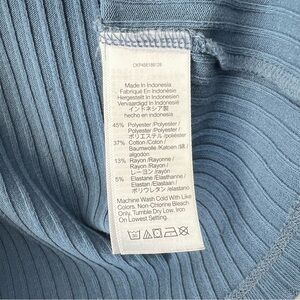 Made In Indonesia
Fabriqué En Indonésie
Hergestellt in Indonesien
Vervaardigd In Indonesië
インドネシア製
hecho en indonesia
45% Polyester /Polyester /
Polyester / Polyester /
ポリエステル /poliéster
37% Cotton /Coton /
Baumwolle /Katoen /綿 /
algodón
13% Rayon /Rayonne /
Rayon /Rayon /
レーヨン /rayón
5% Elastane /Élasthanne /
Elastan /Elastaan /
ポリウレタン /elastano
Machine Wash Cold With Like
Colors. Non-Chlorine Bleach
Only. Tumble Dry Low. Iron
On Lowest Setting.